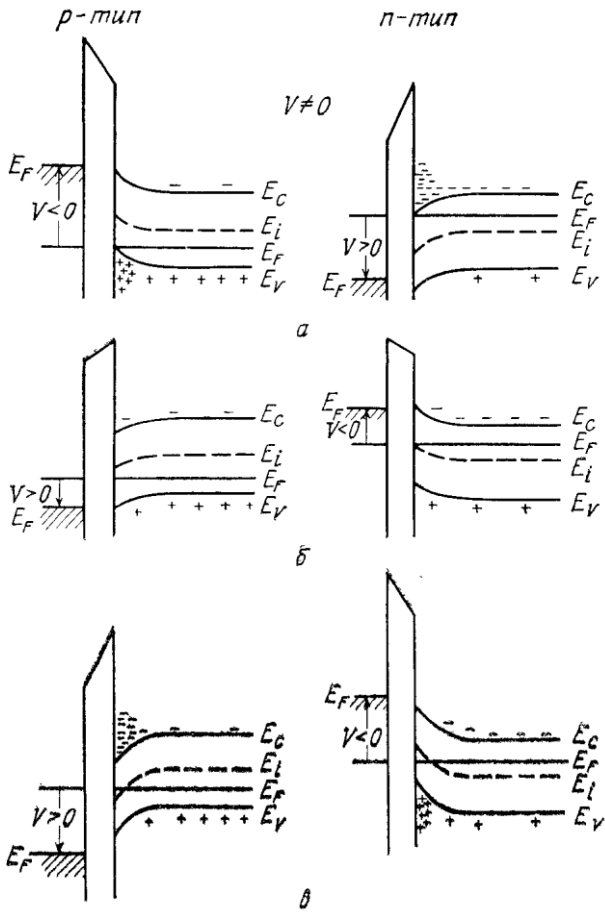 p-тип n-тип
V≠0
E_F
V<0
E_C
E_i
E_F
E_V
E_C
E_F
E_i
V>0
E_F
E_V
а
E_C
E_i
E_F
V>0
E_F
E_V
E_F
V<0
E_C
E_F
E_i
E_V
б
E_C
E_i
E_F
V>0
E_F
E_V
E_F
V<0
E_C
E_F
E_i
E_V
в